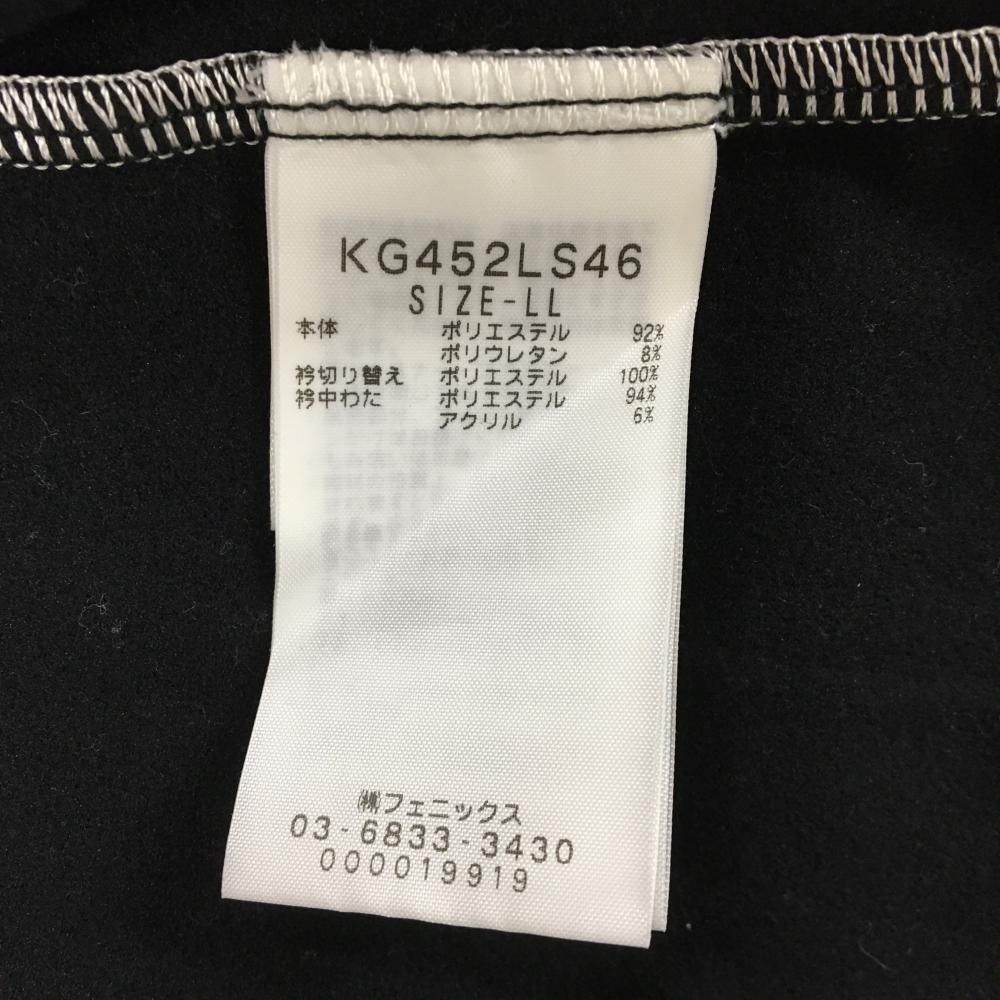 KG452LS46
SIZE-LL
本体 ポリエステル 92%
ポリウレタン 8%
衿切り替え ポリエステル 100%
衿中わた ポリエステル 94%
アクリル 6%
㈱フェニックス
03-6833-3430
000019919